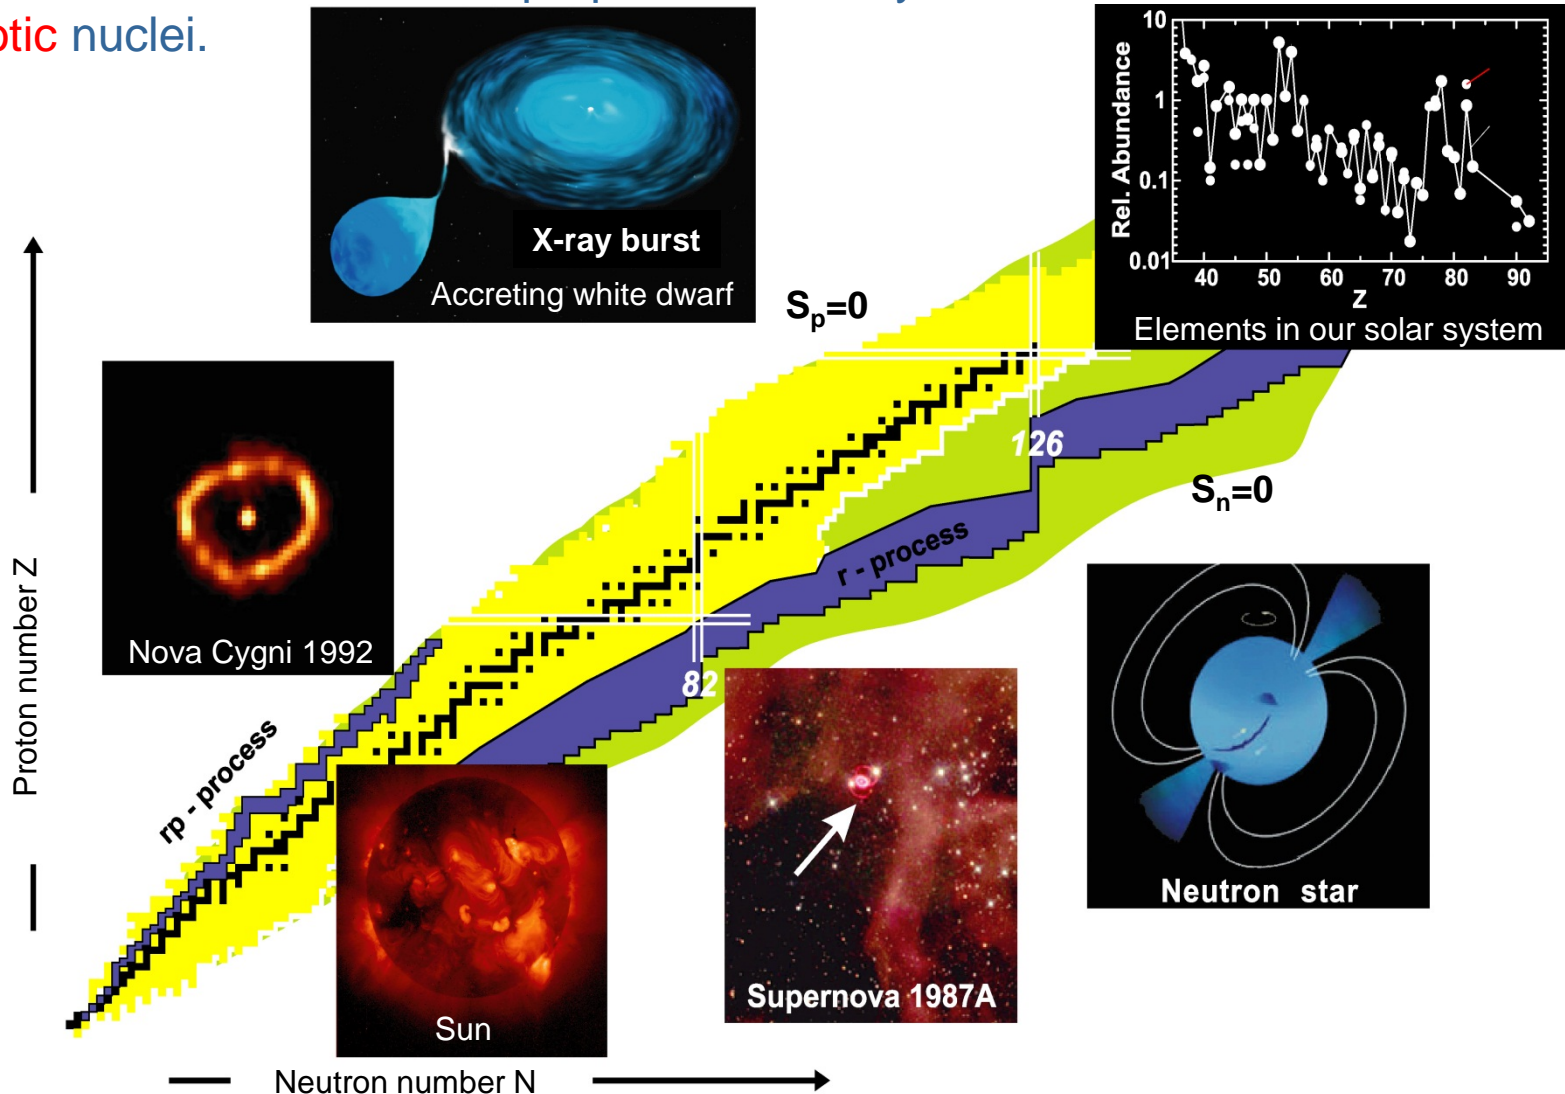 nuclei.
X-ray burst
Accreting white dwarf
10
1
0.1
0.01
Rel. Abundance
40 50 60 70 80 90
Z
Elements in our solar system
Sp=0
Nova Cygni 1992
126
Sn=0
r - process
82
Proton number Z
rp - process
Neutron star
Supernova 1987A
Sun
Neutron number N